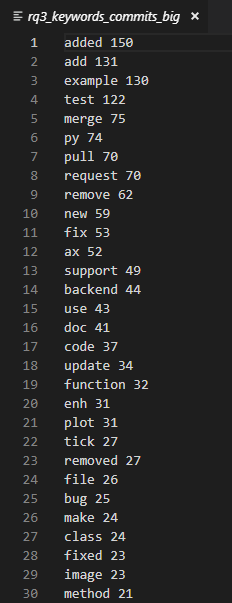 rq3_keywords_commits_big ×
1 added 150
2 add 131
3 example 130
4 test 122
5 merge 75
6 py 74
7 pull 70
8 request 70
9 remove 62
10 new 59
11 fix 53
12 ax 52
13 support 49
14 backend 44
15 use 43
16 doc 41
17 code 37
18 update 34
19 function 32
20 enh 31
21 plot 31
22 tick 27
23 removed 27
24 file 26
25 bug 25
26 make 24
27 class 24
28 fixed 23
29 image 23
30 method 21